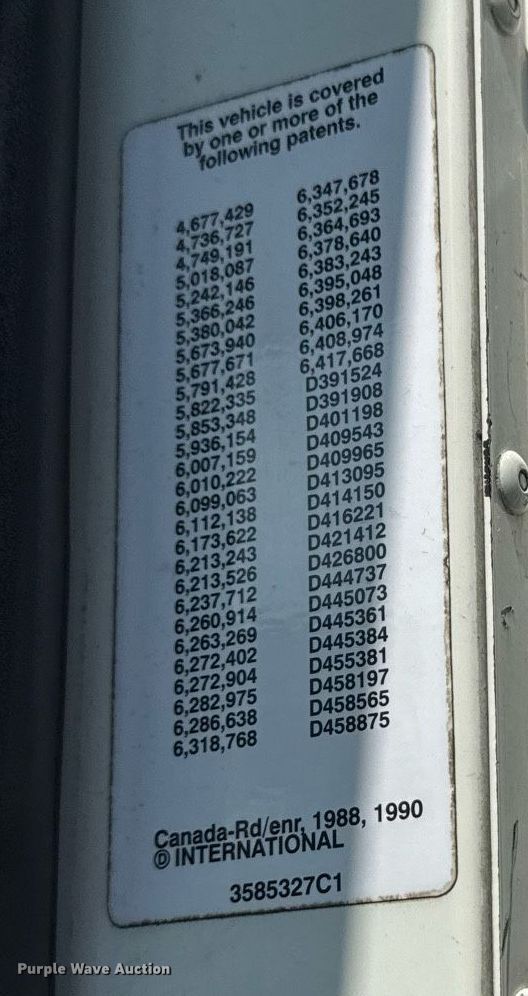 This vehicle is covered
by one or more of the
following patents.
4,677,429
4,736,727
4,749,191
5,018,087
5,242,146
5,366,246
5,380,042
5,673,940
5,677,671
5,791,428
5,822,335
5,853,348
5,936,154
6,007,159
6,010,222
6,099,063
6,112,138
6,173,622
6,213,243
6,213,526
6,237,712
6,260,914
6,263,269
6,272,402
6,272,904
6,282,975
6,286,638
6,318,768
6,347,678
6,352,245
6,364,693
6,378,640
6,383,243
6,395,048
6,398,261
6,406,170
6,408,974
6,417,668
D391524
D391908
D401198
D409543
D409965
D413095
D414150
D416221
D421412
D426800
D444737
D445073
D445361
D445384
D455381
D458197
D458565
D458875
Canada-Rd/enr, 1988, 1990
Ⓓ INTERNATIONAL
3585327C1
Purple Wave Auction